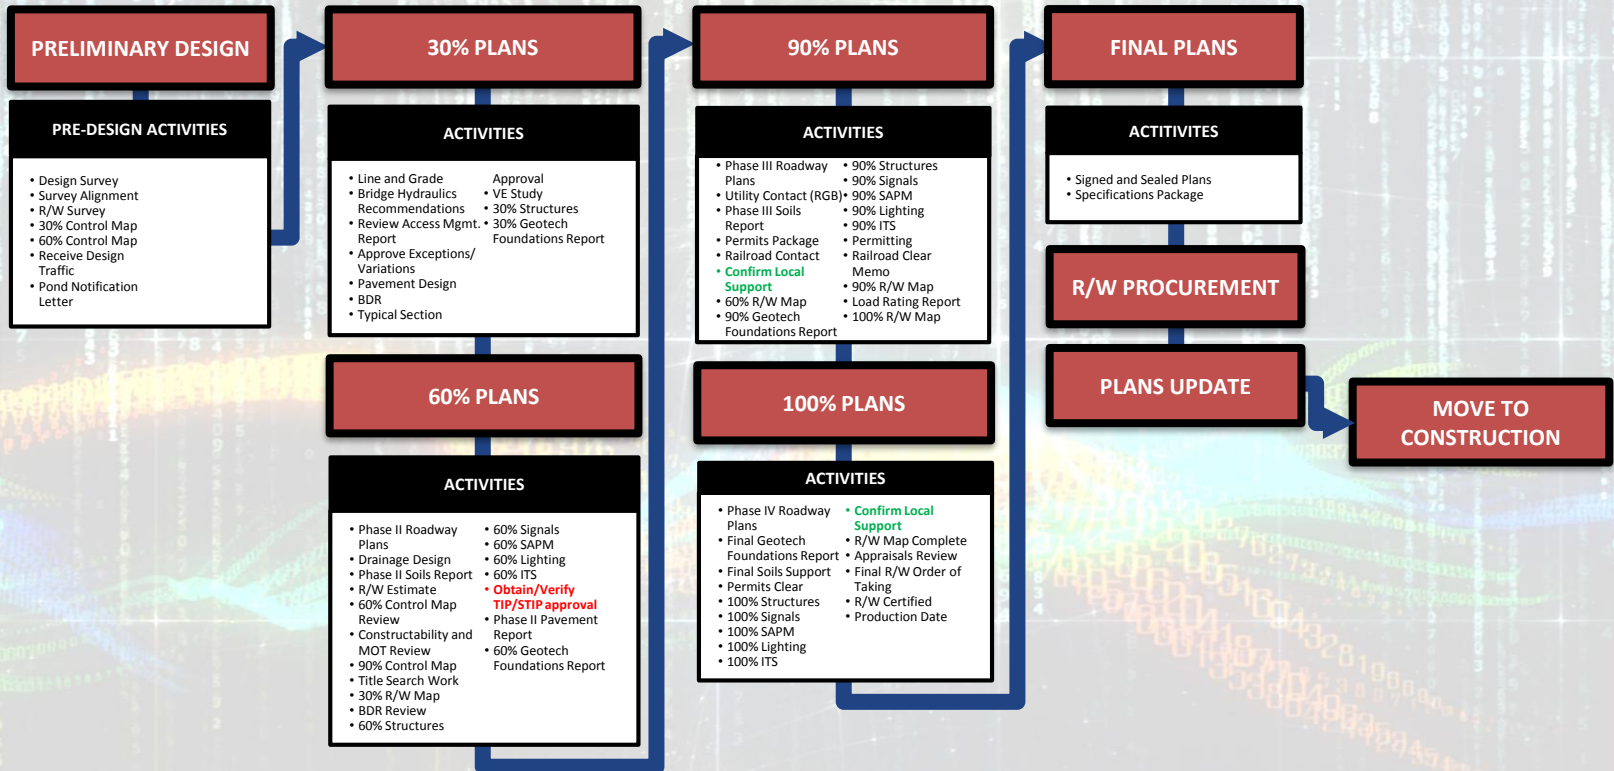 PRELIMINARY DESIGN
PRE-DESIGN ACTIVITIES
• Design Survey
• Survey Alignment
• R/W Survey
• 30% Control Map
• 60% Control Map
• Receive Design
Traffic
• Pond Notification
Letter
30% PLANS
ACTIVITIES
• Line and Grade
• Bridge Hydraulics
Recommendations
• Review Access Mgmt.
Report
• Approve Exceptions/
Variations
• Pavement Design
• BDR
• Typical Section
Approval
• VE Study
• 30% Structures
• 30% Geotech
Foundations Report
60% PLANS
ACTIVITIES
• Phase II Roadway
Plans
• Drainage Design
• Phase II Soils Report
• R/W Estimate
• 60% Control Map
Review
• Constructability and
MOT Review
• 90% Control Map
• Title Search Work
• 30% R/W Map
• BDR Review
• 60% Structures
• 60% Signals
• 60% SAPM
• 60% Lighting
• 60% ITS
• Obtain/Verify
TIP/STIP approval
• Phase II Pavement
Report
• 60% Geotech
Foundations Report
90% PLANS
ACTIVITIES
• Phase III Roadway
Plans
• Utility Contact (RGB)
• Phase III Soils
Report
• Permits Package
• Railroad Contact
• Confirm Local
Support
• 60% R/W Map
• 90% Geotech
Foundations Report
• 90% Structures
• 90% Signals
• 90% SAPM
• 90% Lighting
• 90% ITS
• Permitting
• Railroad Clear
Memo
• 90% R/W Map
• Load Rating Report
• 100% R/W Map
100% PLANS
ACTIVITIES
• Phase IV Roadway
Plans
• Final Geotech
Foundations Report
• Final Soils Support
• Permits Clear
• 100% Structures
• 100% Signals
• 100% SAPM
• 100% Lighting
• 100% ITS
• Confirm Local
Support
• R/W Map Complete
• Appraisals Review
• Final R/W Order of
Taking
• R/W Certified
• Production Date
FINAL PLANS
ACTITIVITES
• Signed and Sealed Plans
• Specifications Package
R/W PROCUREMENT
PLANS UPDATE
MOVE TO
CONSTRUCTION